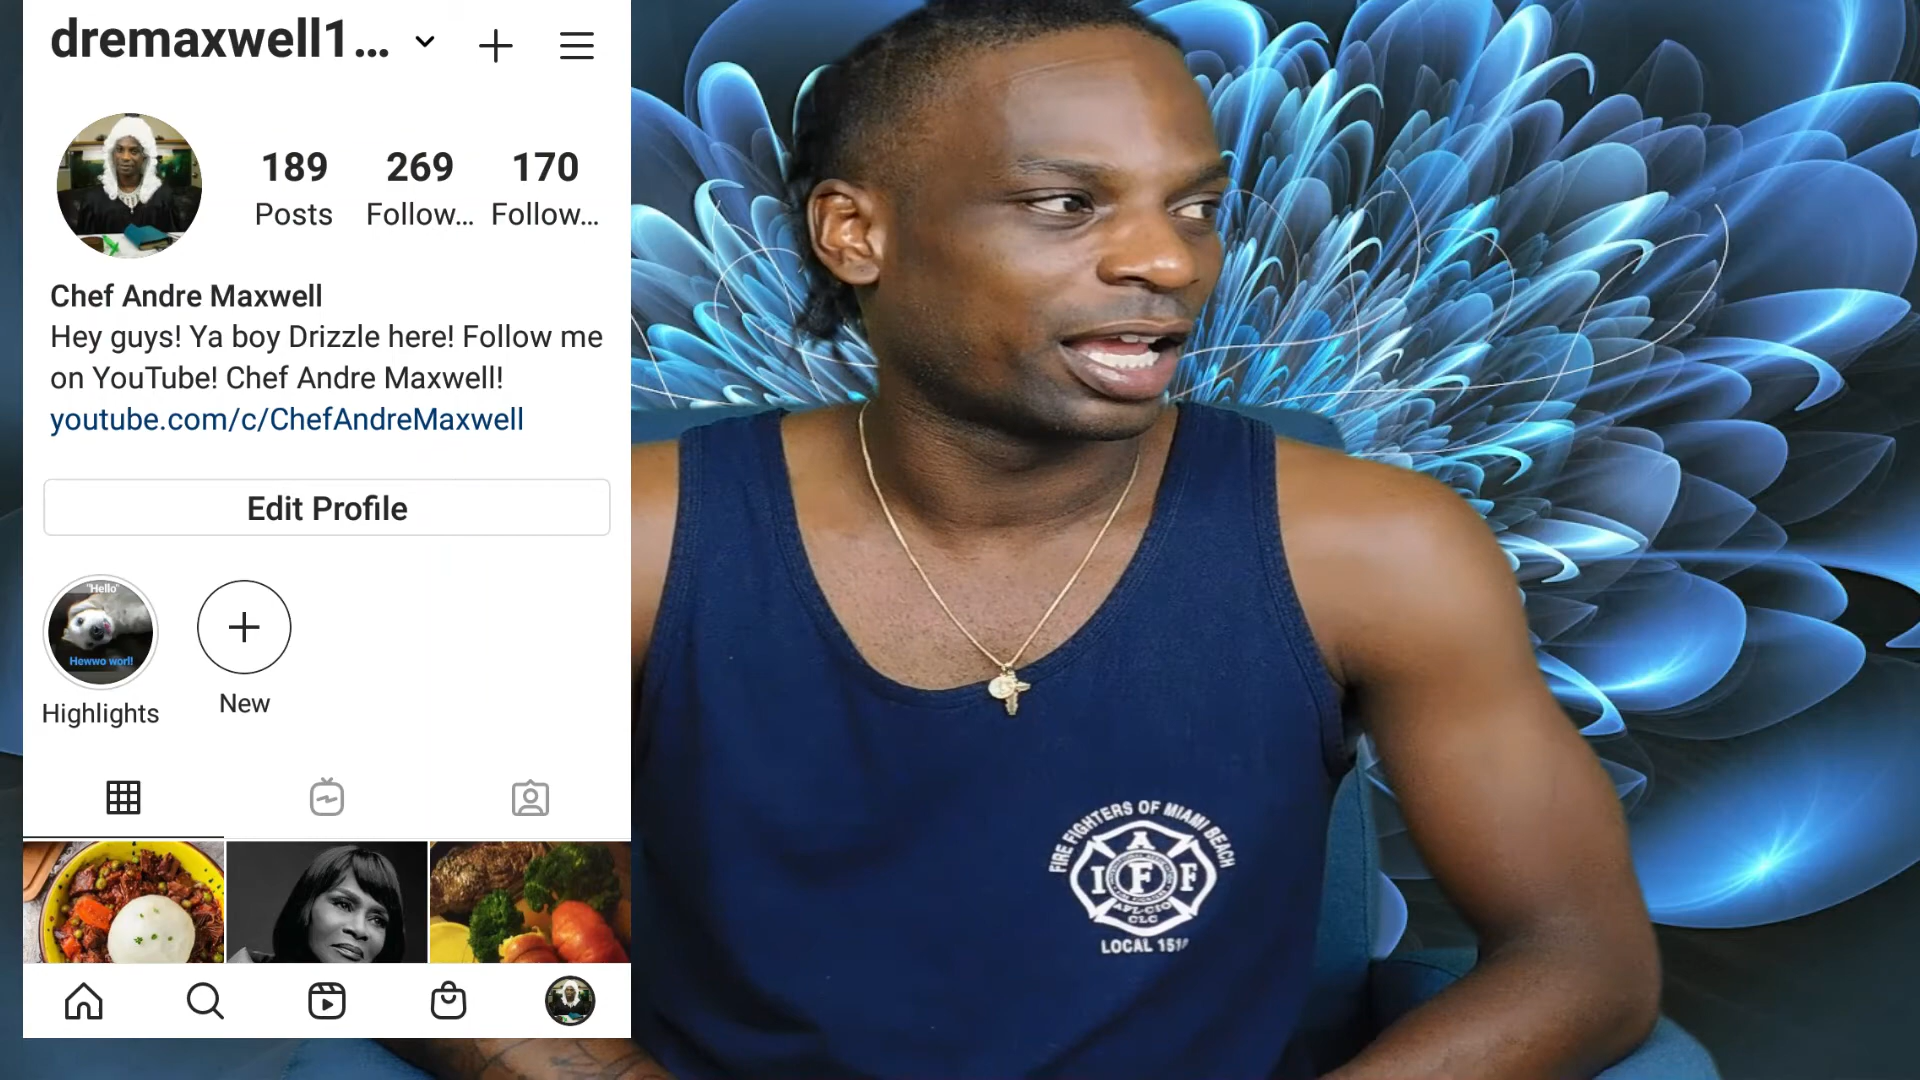 dremaxwell1...
189 269 170
Posts Follow... Follow...
Chef Andre Maxwell
Hey guys! Ya boy Drizzle here! Follow me
on YouTube! Chef Andre Maxwell!
youtube.com/c/ChefAndreMaxwell
Edit Profile
"Hello"
Hewwo worl!
Highlights
New
FIRE FIGHTERS OF MIAMI BEACH
A
I F F
AFL-CIO
CLC
LOCAL 1510